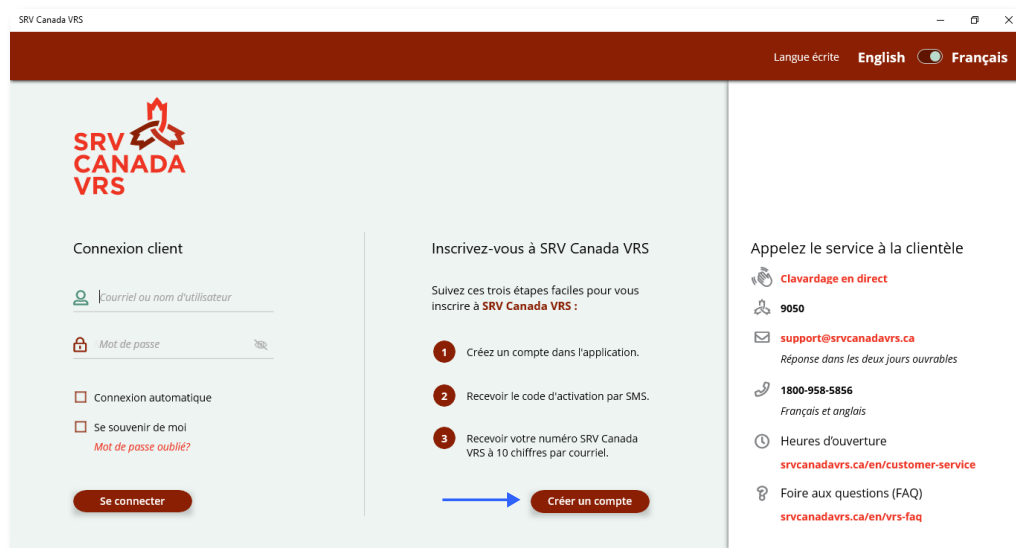 SRV Canada VRS
Langue écrite English Français
SRV
CANADA
VRS
Connexion client
Courriel ou nom d'utilisateur
Mot de passe
Connexion automatique
Se souvenir de moi
Mot de passe oublié?
Se connecter
Inscrivez-vous à SRV Canada VRS
Suivez ces trois étapes faciles pour vous
inscrire à SRV Canada VRS :
1 Créez un compte dans l'application.
2 Recevoir le code d'activation par SMS.
3 Recevoir votre numéro SRV Canada
VRS à 10 chiffres par courriel.
Créer un compte
Appelez le service à la clientèle
Clavardage en direct
9050
support@srvcanadavrs.ca
Réponse dans les deux jours ouvrables
1800-958-5856
Français et anglais
Heures d'ouverture
srvcanadavrs.ca/en/customer-service
Foire aux questions (FAQ)
srvcanadavrs.ca/en/vrs-faq